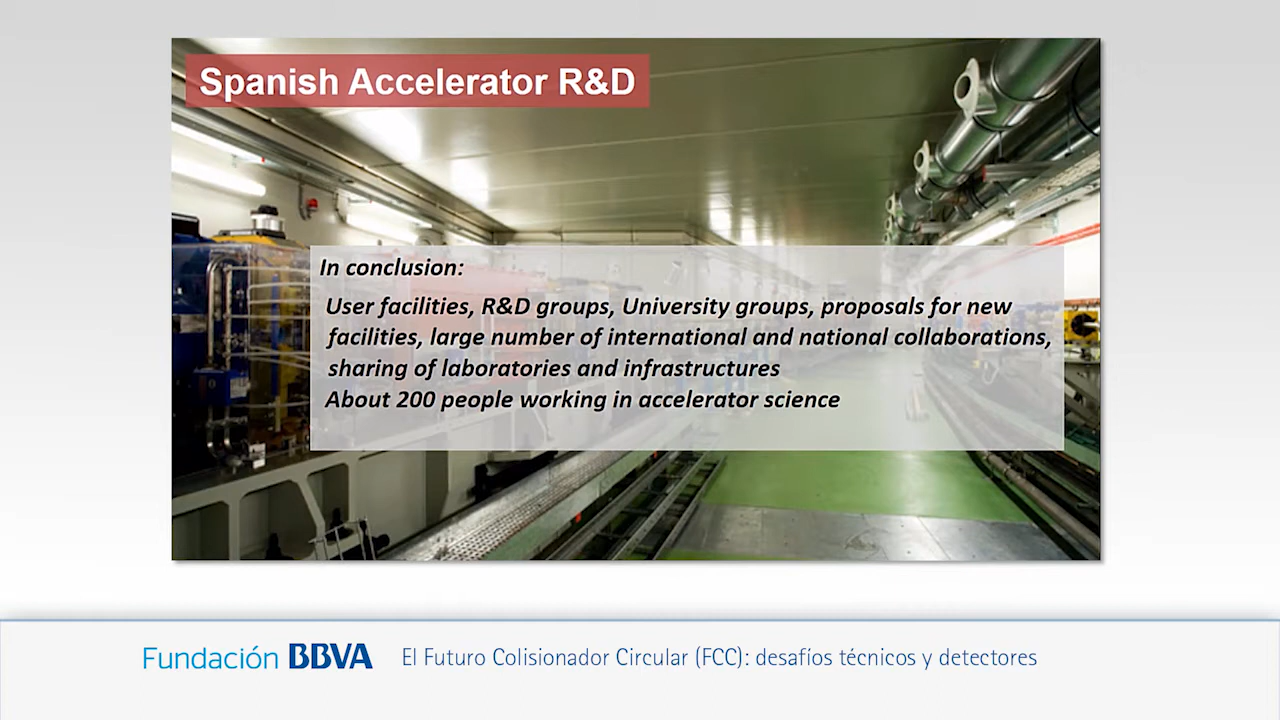 Spanish Accelerator R&D
In conclusion:
User facilities, R&D groups, University groups, proposals for new
facilities, large number of international and national collaborations,
sharing of laboratories and infrastructures
About 200 people working in accelerator science
Fundación BBVA El Futuro Colisionador Circular (FCC): desafíos técnicos y detectores